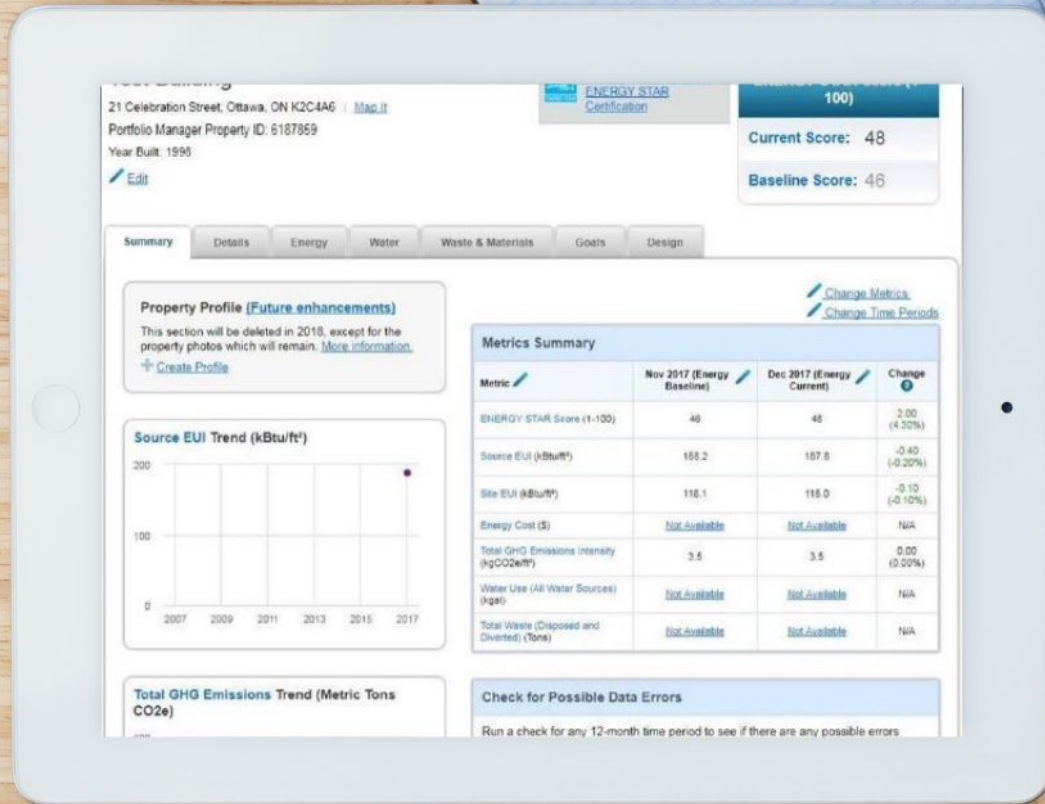 21 Celebration Street, Ottawa, ON K2C4A6 | Map It
Portfolio Manager Property ID: 6187859
Year Built: 1998
Edit
ENERGY STAR
Certification
100)
Current Score: 48
Baseline Score: 46
Summary
Details
Energy
Water
Waste & Materials
Goals
Design
Property Profile (Future enhancements)
This section will be deleted in 2018, except for the
property photos which will remain. More information.
Create Profile
Change Metrics
Change Time Periods
Source EUI Trend (kBtu/ft²)
200
100
0
2007 2009 2011 2013 2015 2017
Metrics Summary
Metric
Nov 2017 (Energy Baseline)
Dec 2017 (Energy Current)
Change
ENERGY STAR Score (1-100) 46 48 2.00 (4.30%)
Source EUI (kBtu/ft²) 188.2 187.8 -0.40 (-0.20%)
Site EUI (kBtu/ft²) 118.1 118.0 -0.10 (-0.10%)
Energy Cost ($) Not Available Not Available N/A
Total GHG Emissions Intensity (kgCO2e/ft²) 3.5 3.5 0.00 (0.00%)
Water Use (All Water Sources) (kgal) Not Available Not Available N/A
Total Waste (Disposed and Diverted) (Tons) Not Available Not Available N/A
Total GHG Emissions Trend (Metric Tons
CO2e)
Check for Possible Data Errors
Run a check for any 12-month time period to see if there are any possible errors